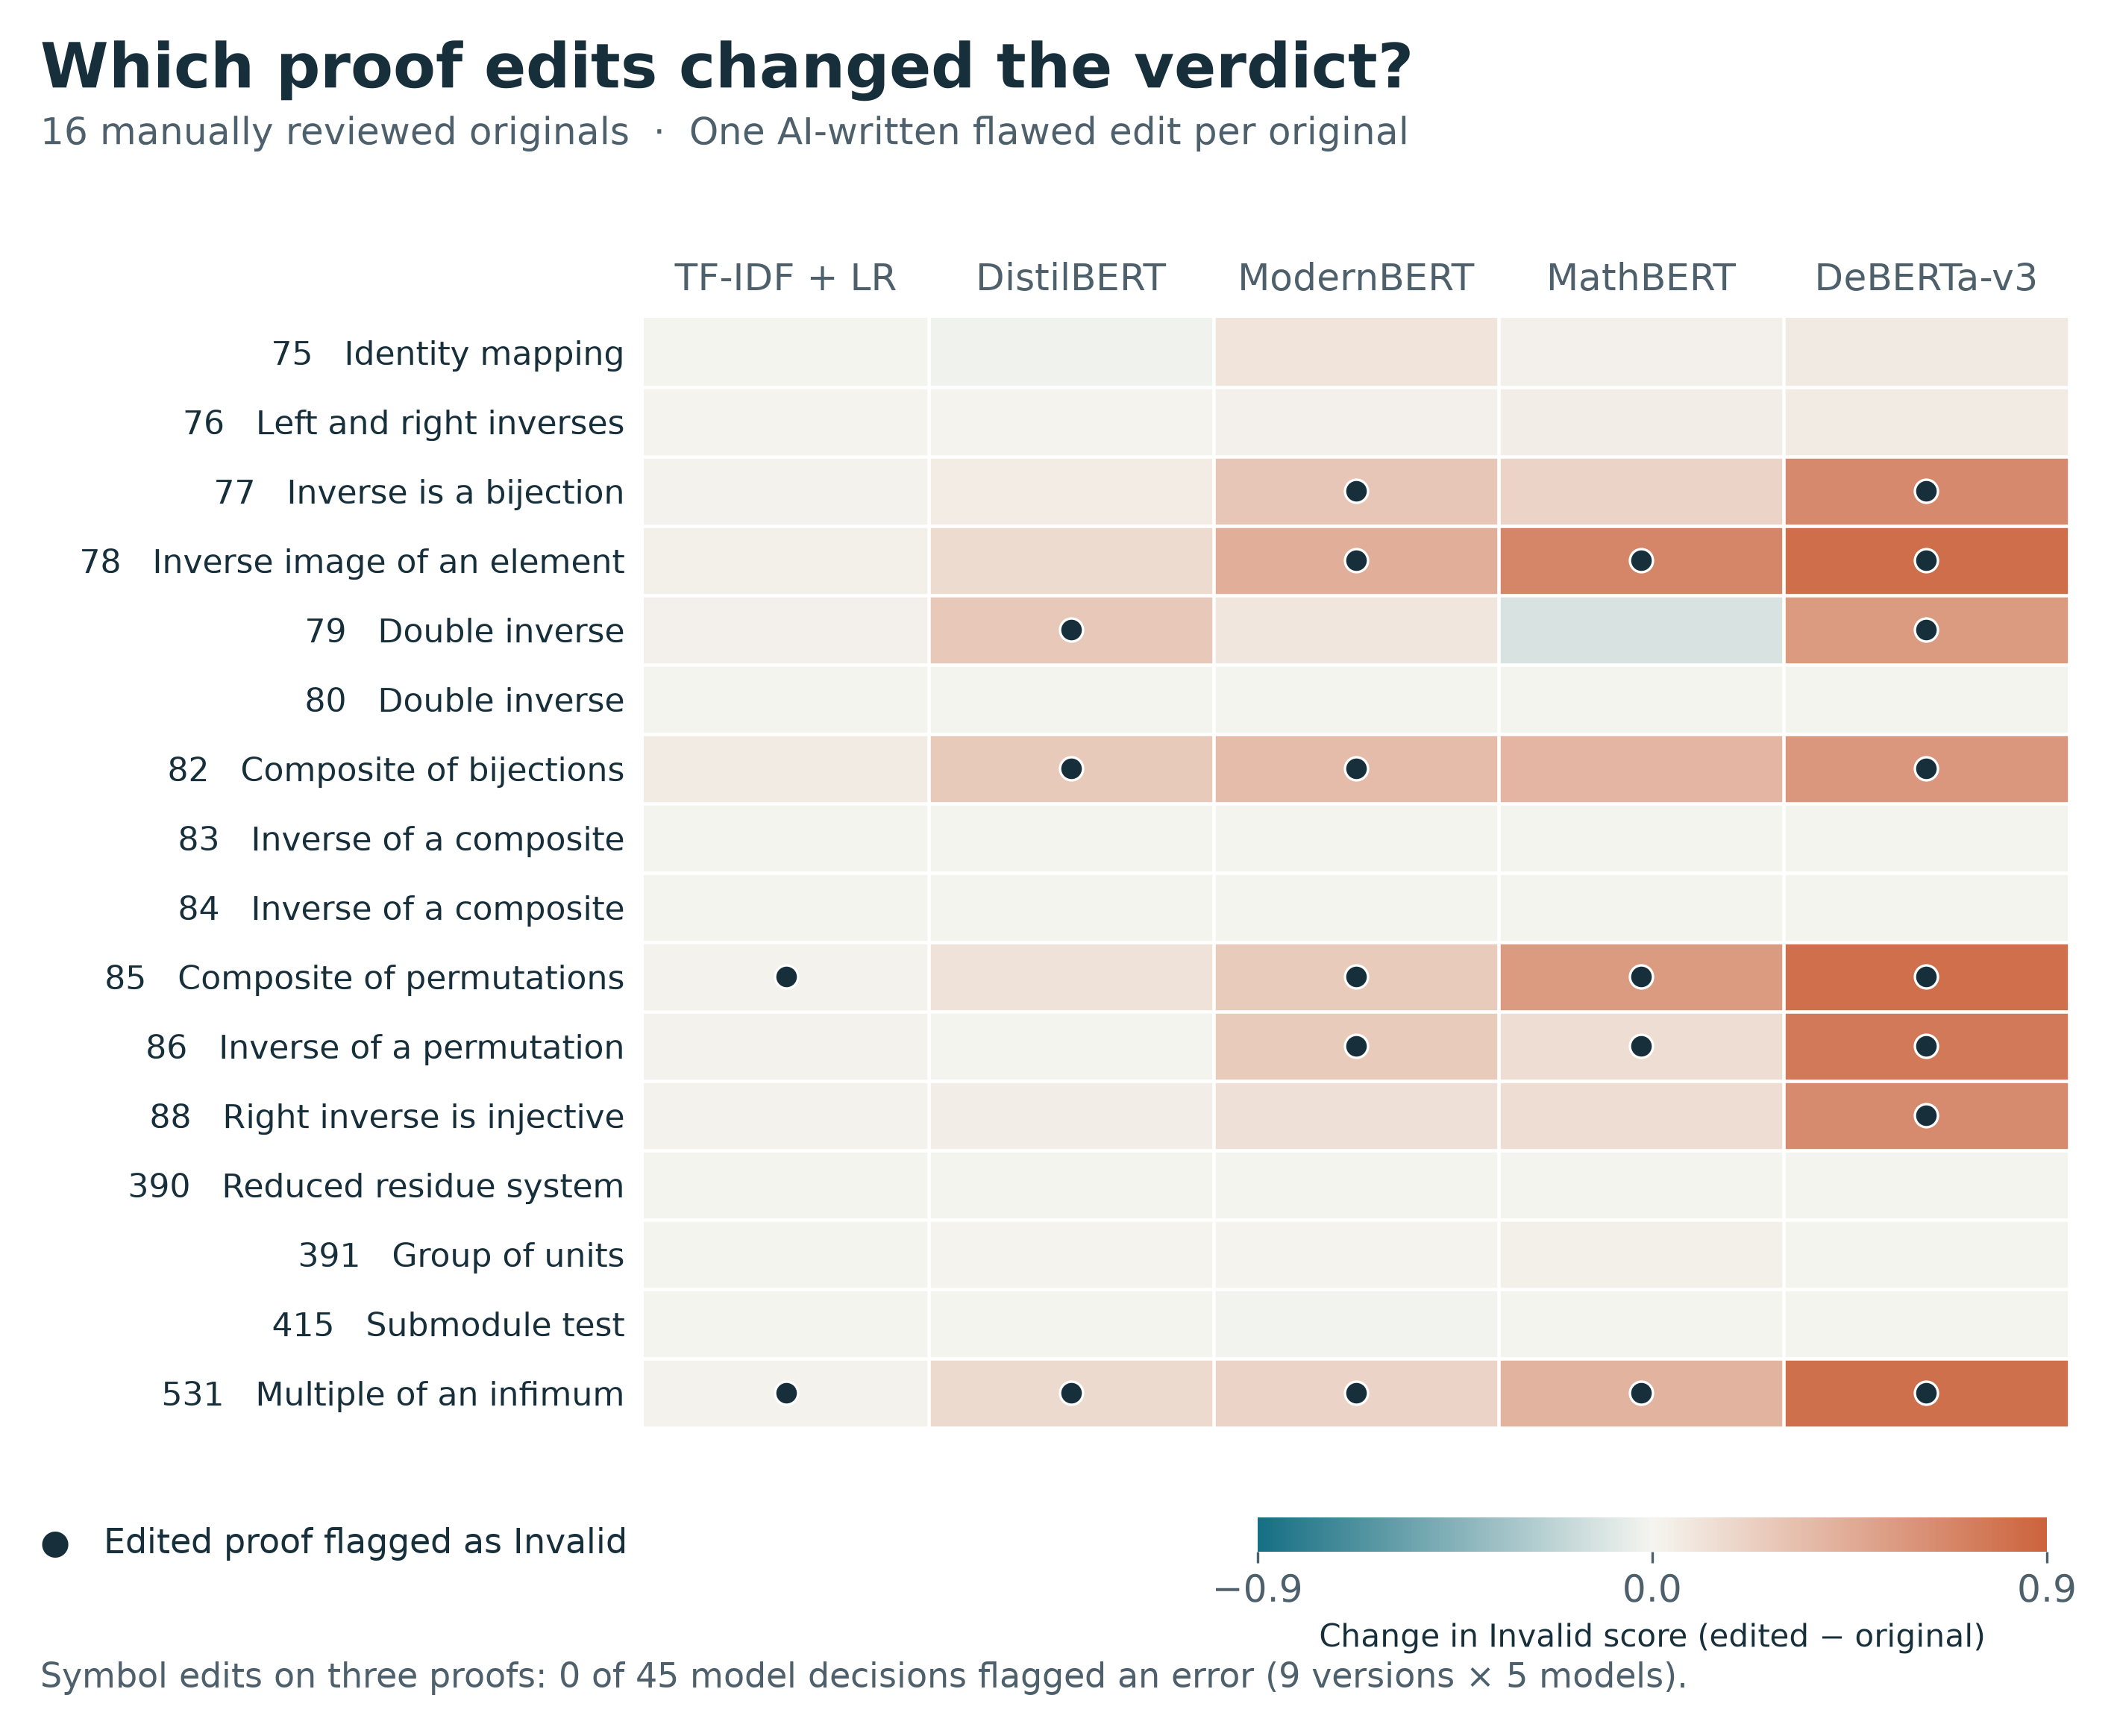 Which proof edits changed the verdict?
16 manually reviewed originals · One AI-written flawed edit per original
TF-IDF + LR DistilBERT ModernBERT MathBERT DeBERTa-v3
75 Identity mapping
76 Left and right inverses
77 Inverse is a bijection
78 Inverse image of an element
79 Double inverse
80 Double inverse
82 Composite of bijections
83 Inverse of a composite
84 Inverse of a composite
85 Composite of permutations
86 Inverse of a permutation
88 Right inverse is injective
390 Reduced residue system
391 Group of units
415 Submodule test
531 Multiple of an infimum
Edited proof flagged as Invalid
−0.9 0.0 0.9
Change in Invalid score (edited − original)
Symbol edits on three proofs: 0 of 45 model decisions flagged an error (9 versions × 5 models).